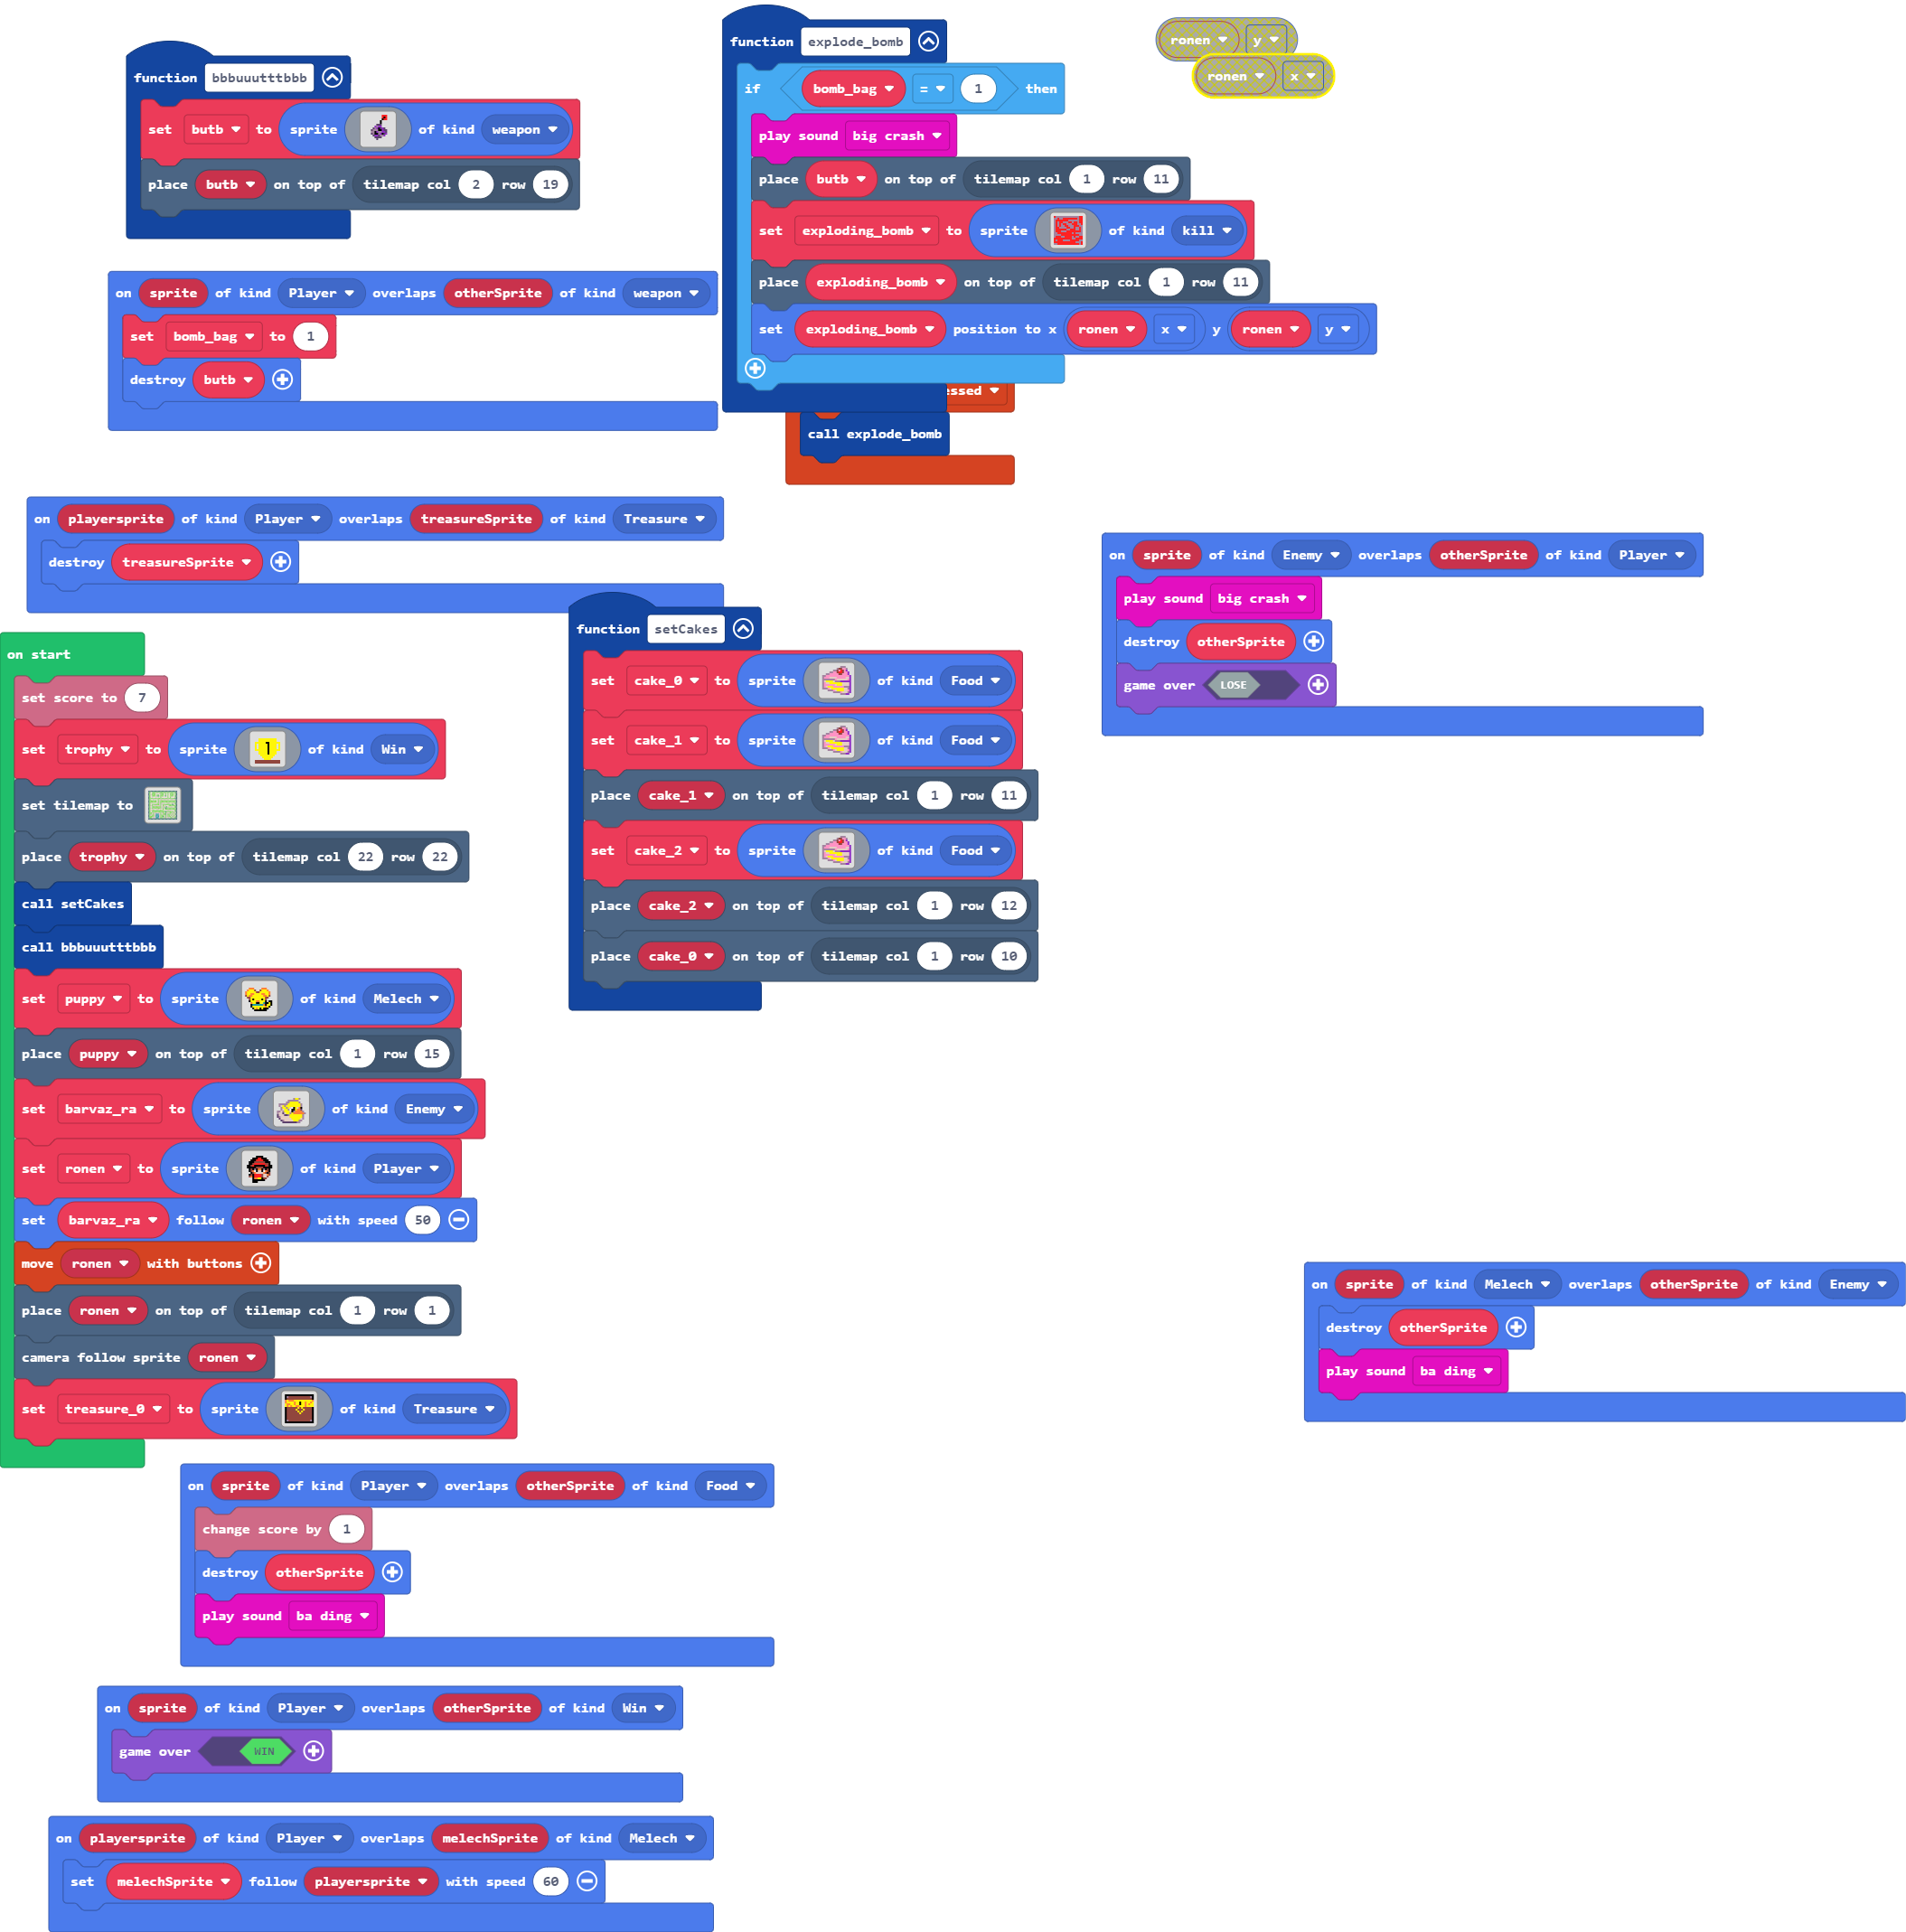 function bbbuuutttbbb
set butb to sprite of kind weapon
place butb on top of tilemap col 2 row 19
function explode_bomb
if bomb_bag = 1 then
play sound big crash
place butb on top of tilemap col 1 row 11
set exploding_bomb to sprite of kind kill
place exploding_bomb on top of tilemap col 1 row 11
set exploding_bomb position to x ronen x y ronen y
essed
call explode_bomb
ronen y
ronen x
on sprite of kind Player overlaps otherSprite of kind weapon
set bomb_bag to 1
destroy butb
on playersprite of kind Player overlaps treasureSprite of kind Treasure
destroy treasureSprite
on sprite of kind Enemy overlaps otherSprite of kind Player
play sound big crash
destroy otherSprite
game over LOSE
on start
set score to 7
set trophy to sprite of kind Win
set tilemap to
place trophy on top of tilemap col 22 row 22
call setCakes
call bbbuuutttbbb
set puppy to sprite of kind Melech
place puppy on top of tilemap col 1 row 15
set barvaz_ra to sprite of kind Enemy
set ronen to sprite of kind Player
set barvaz_ra follow ronen with speed 50
move ronen with buttons
place ronen on top of tilemap col 1 row 1
camera follow sprite ronen
set treasure_0 to sprite of kind Treasure
function setCakes
set cake_0 to sprite of kind Food
set cake_1 to sprite of kind Food
place cake_1 on top of tilemap col 1 row 11
set cake_2 to sprite of kind Food
place cake_2 on top of tilemap col 1 row 12
place cake_0 on top of tilemap col 1 row 10
on sprite of kind Melech overlaps otherSprite of kind Enemy
destroy otherSprite
play sound ba ding
on sprite of kind Player overlaps otherSprite of kind Food
change score by 1
destroy otherSprite
play sound ba ding
on sprite of kind Player overlaps otherSprite of kind Win
game over WIN
on playersprite of kind Player overlaps melechSprite of kind Melech
set melechSprite follow playersprite with speed 60